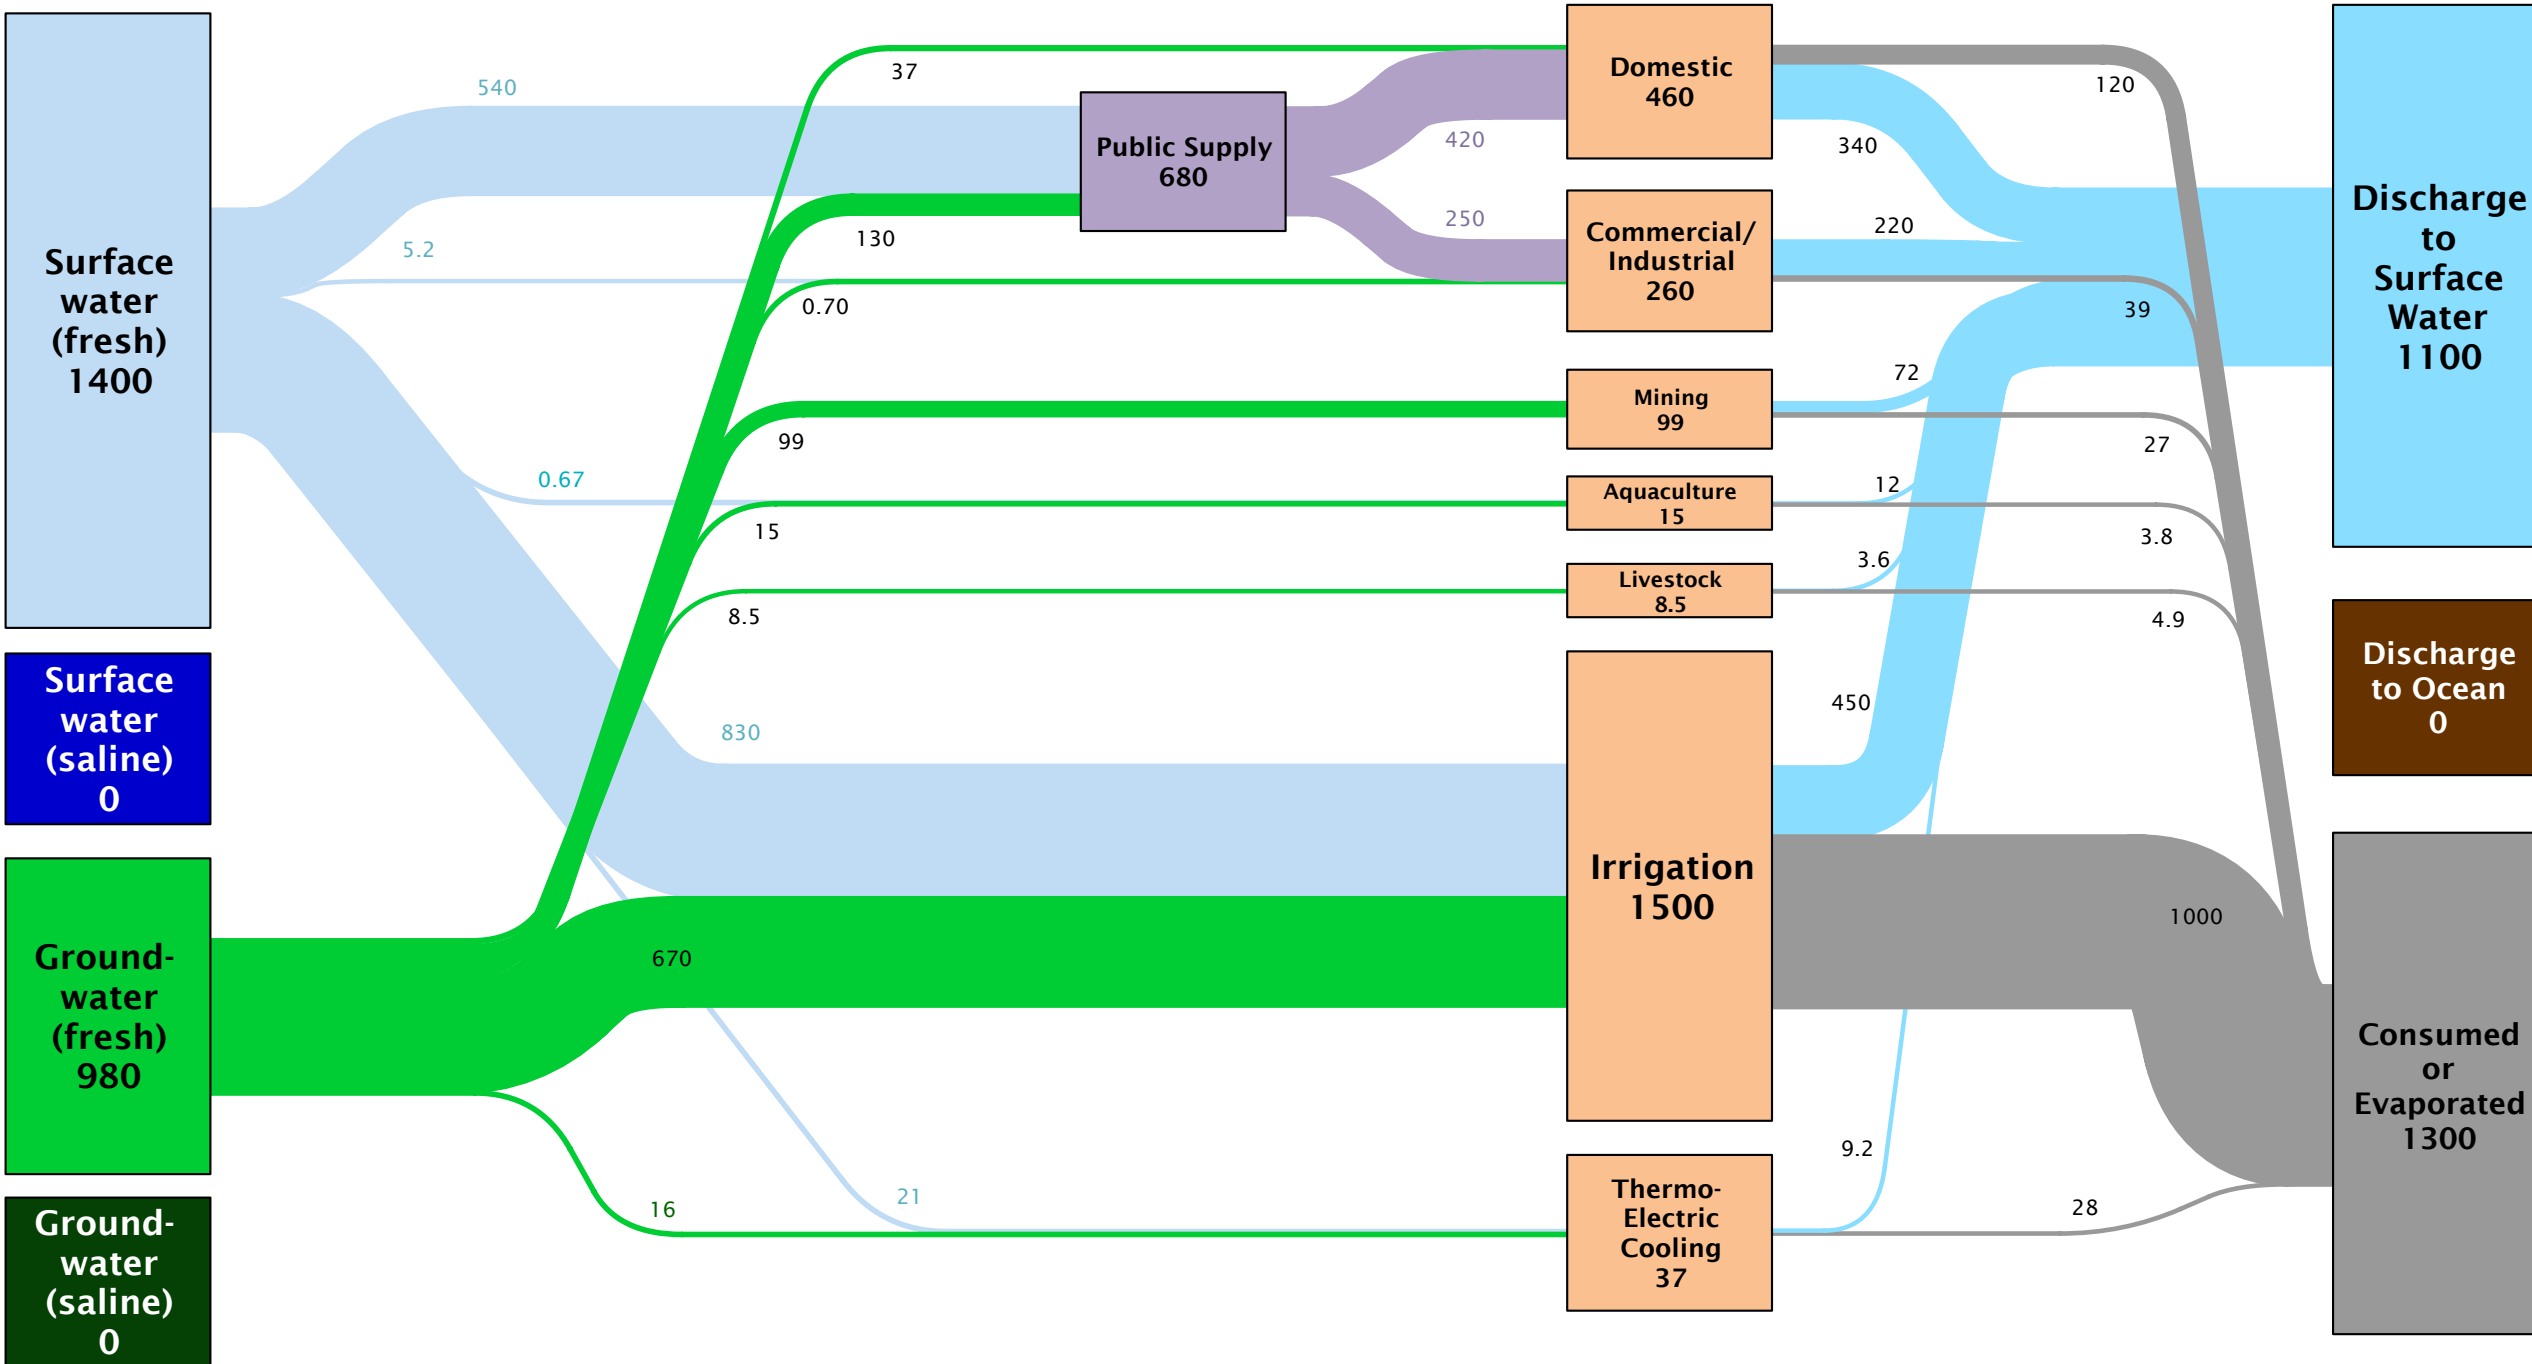 Surface
water
(fresh)
1400
Surface
water
(saline)
0
Ground-
water
(fresh)
980
Ground-
water
(saline)
0
540
5.2
0.67
830
21
37
130
0.70
99
15
8.5
670
16
Public Supply
680
420
250
Domestic
460
Commercial/
Industrial
260
Mining
99
Aquaculture
15
Livestock
8.5
Irrigation
1500
Thermo-
Electric
Cooling
37
120
340
220
39
72
27
12
3.8
3.6
4.9
450
1000
9.2
28
Discharge
to
Surface
Water
1100
Discharge
to Ocean
0
Consumed
or
Evaporated
1300